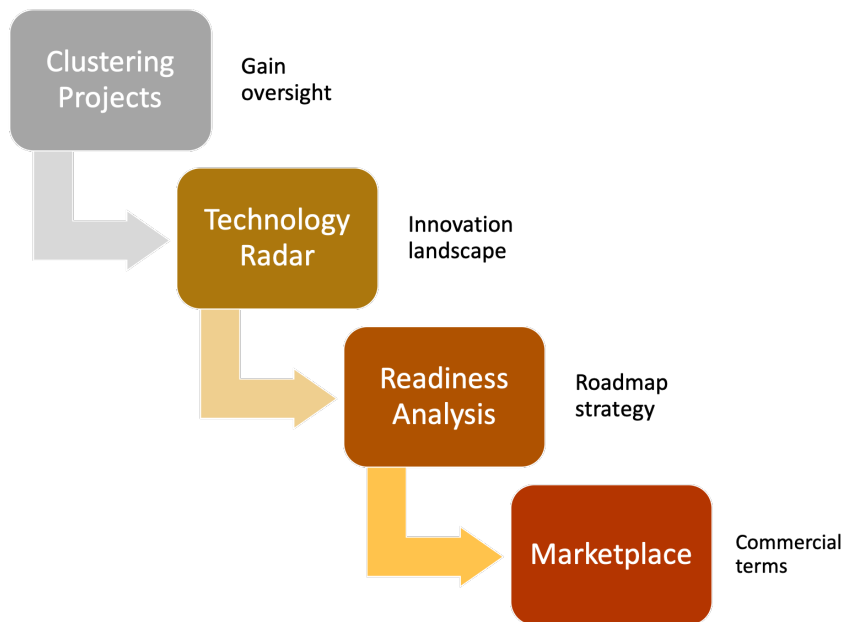 Clustering
Projects
Gain
oversight
Technology
Radar
Innovation
landscape
Readiness
Analysis
Roadmap
strategy
Marketplace
Commercial
terms